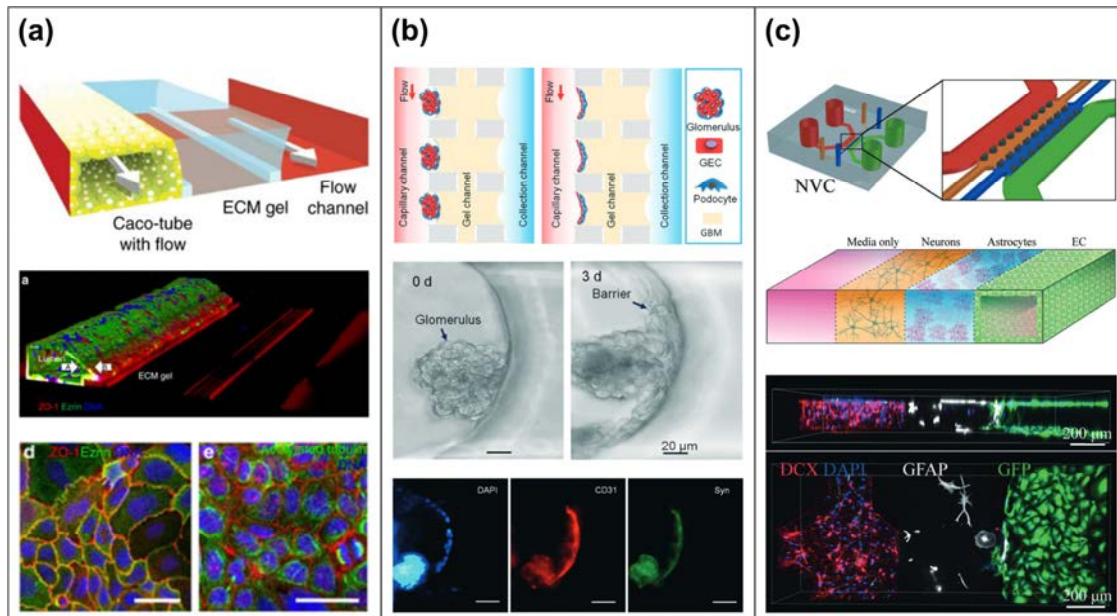 (a)
Caco-tube
with flow
ECM gel
Flow
channel
a
Lumen
A
B
ECM gel
ZO-1 Ezrin DNA
d
ZO-1 Ezrin
e
Acetylated tubulin
DNA
(b)
Flow
Capillary channel
Gel channel
Collection channel
Flow
Capillary channel
Gel channel
Collection channel
Glomerulus
GEC
Podocyte
GBM
0 d
Glomerulus
3 d
Barrier
20 µm
DAPI
CD31
Syn
(c)
NVC
Media only
Neurons
Astrocytes
EC
200 µm
DCX DAPI
GFAP
GFP
200 µm